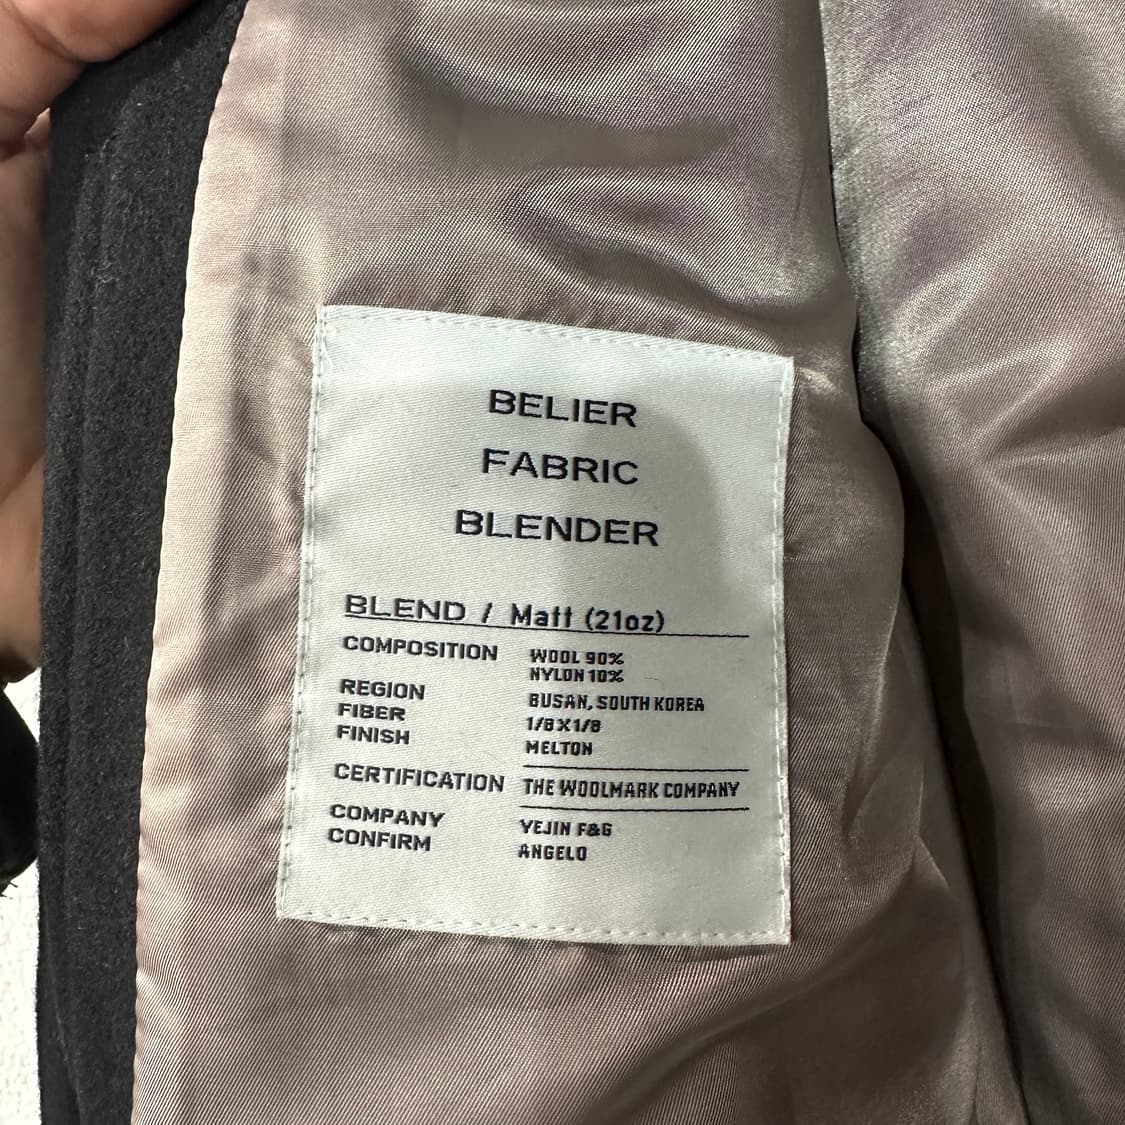 BELIER
FABRIC
BLENDER
BLEND / Matt (21oz)
COMPOSITION WOOL 90%
NYLON 10%
REGION BUSAN, SOUTH KOREA
FIBER 1/8 X 1/8
FINISH MELTON
CERTIFICATION THE WOOLMARK COMPANY
COMPANY YEJIN F&G
CONFIRM ANGELO